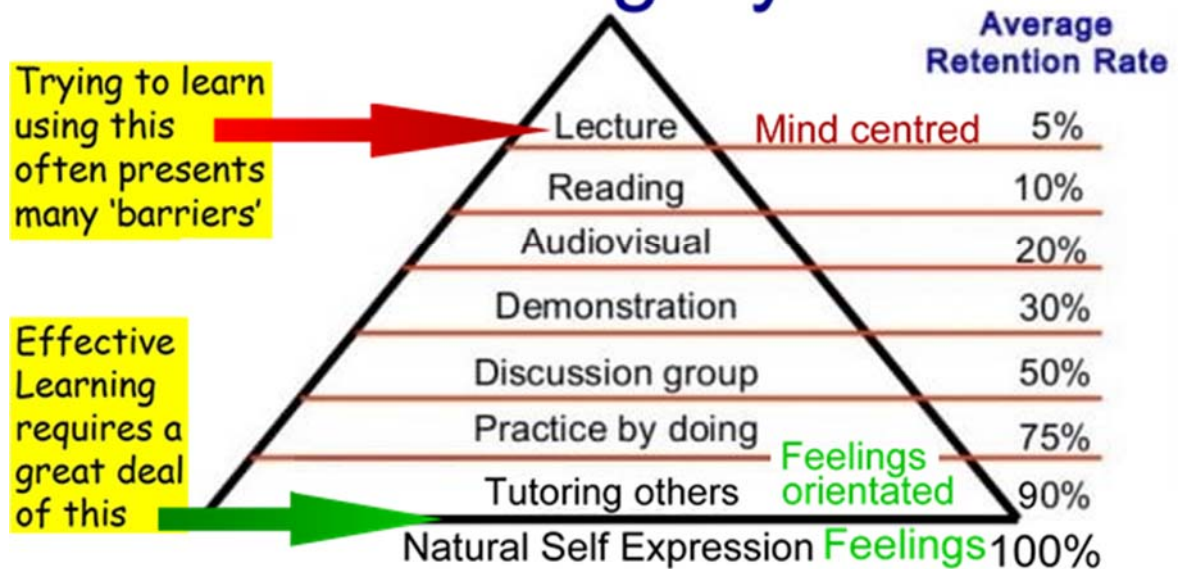 Average
Retention Rate
Trying to learn
using this
often presents
many ‘barriers’
Lecture Mind centred 5%
Reading 10%
Audiovisual 20%
Demonstration 30%
Discussion group 50%
Practice by doing 75%
Effective
Learning
requires a
great deal
of this
Feelings
Tutoring others orientated 90%
Natural Self Expression Feelings 100%